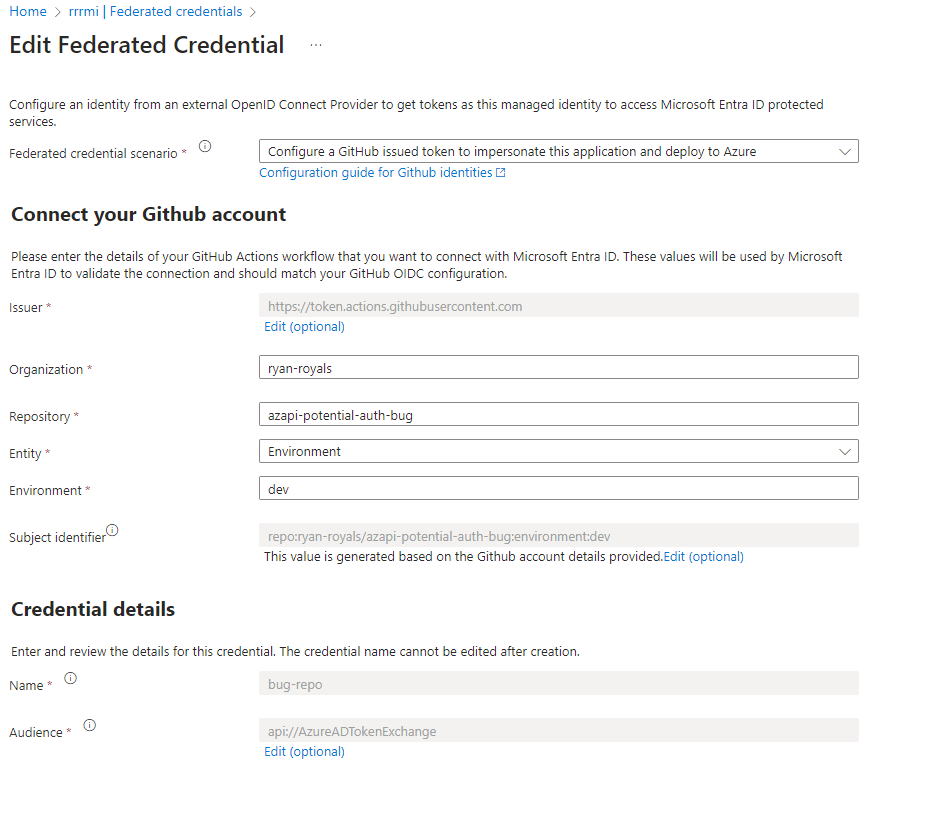 Home > rrrmi | Federated credentials >
Edit Federated Credential ...
Configure an identity from an external OpenID Connect Provider to get tokens as this managed identity to access Microsoft Entra ID protected
services.
Federated credential scenario * Configure a GitHub issued token to impersonate this application and deploy to Azure
Configuration guide for Github identities
Connect your Github account
Please enter the details of your GitHub Actions workflow that you want to connect with Microsoft Entra ID. These values will be used by Microsoft
Entra ID to validate the connection and should match your GitHub OIDC configuration.
Issuer * https://token.actions.githubusercontent.com
Edit (optional)
Organization * ryan-royals
Repository * azapi-potential-auth-bug
Entity * Environment
Environment * dev
Subject identifier repo:ryan-royals/azapi-potential-auth-bug:environment:dev
This value is generated based on the Github account details provided.Edit (optional)
Credential details
Enter and review the details for this credential. The credential name cannot be edited after creation.
Name * bug-repo
Audience * api://AzureADTokenExchange
Edit (optional)